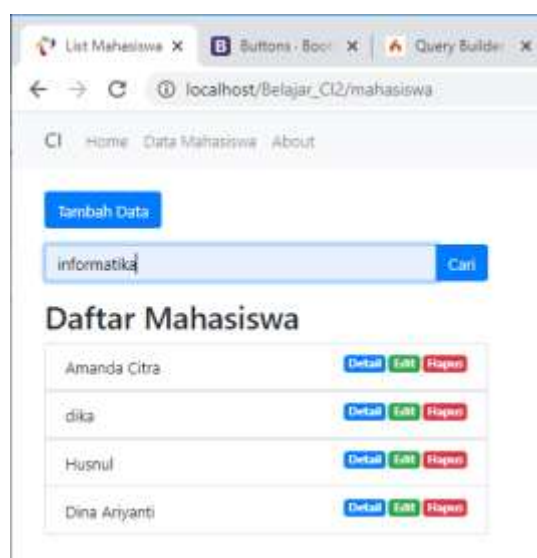 List Mahasiswa Buttons - Boo Query Builder
localhost/Belajar_CI2/mahasiswa
CI Home Data Mahasiswa About
Tambah Data
informatika Cari
Daftar Mahasiswa
Amanda Citra Detail Edit Hapus
dika Detail Edit Hapus
Husnul Detail Edit Hapus
Dina Ariyanti Detail Edit Hapus